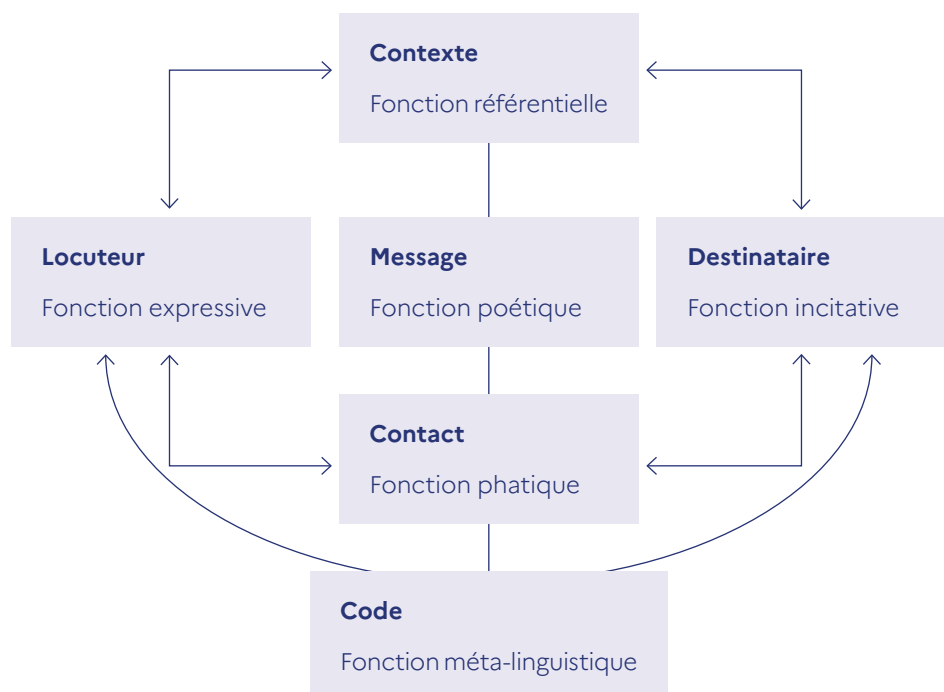 Contexte
Fonction référentielle
Locuteur
Fonction expressive
Message
Fonction poétique
Destinataire
Fonction incitative
Contact
Fonction phatique
Code
Fonction méta-linguistique